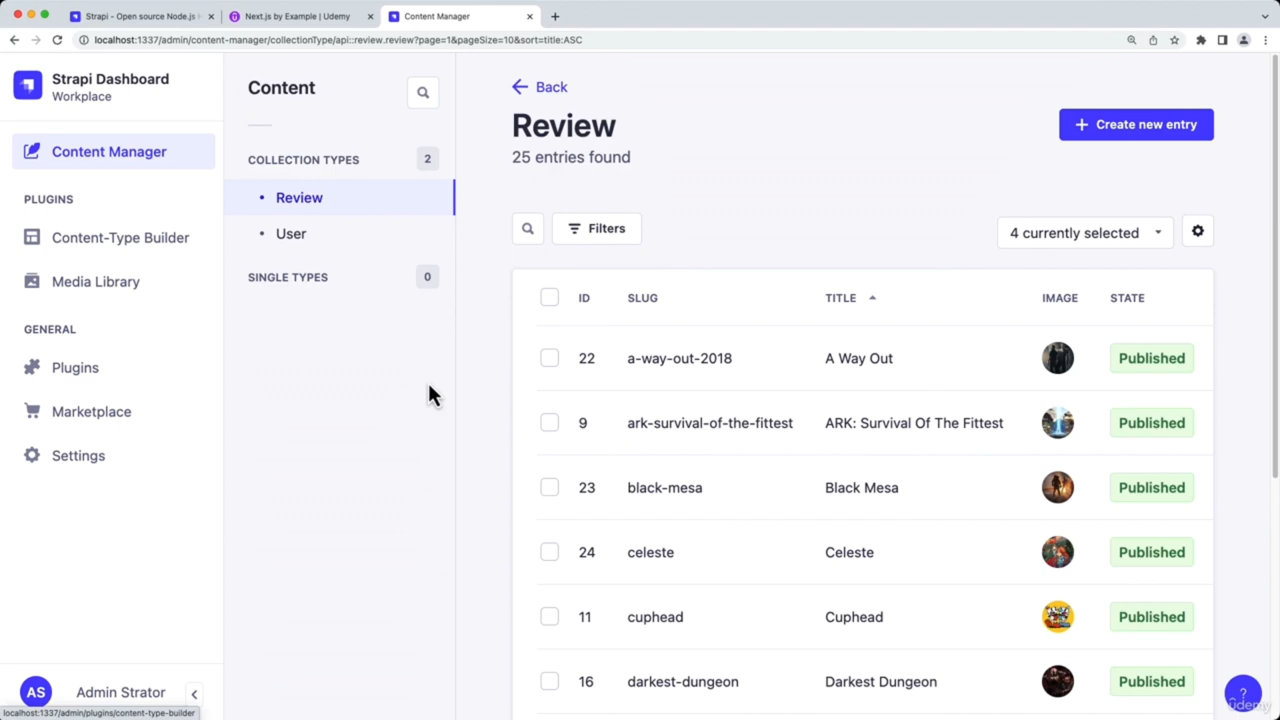 Strapi - Open source Node.js
Next.js by Example | Udemy
Content Manager
localhost:1337/admin/content-manager/collectionType/api::review.review?page=1&pageSize=10&sort=title:ASC
Strapi Dashboard
Workplace
Content Manager
PLUGINS
Content-Type Builder
Media Library
GENERAL
Plugins
Marketplace
Settings
AS
Admin Strator
localhost:1337/admin/plugins/content-type-builder
Content
COLLECTION TYPES 2
Review
User
SINGLE TYPES 0
Back
Review
25 entries found
Create new entry
Filters
4 currently selected
ID SLUG TITLE IMAGE STATE
22 a-way-out-2018 A Way Out Published
9 ark-survival-of-the-fittest ARK: Survival Of The Fittest Published
23 black-mesa Black Mesa Published
24 celeste Celeste Published
11 cuphead Cuphead Published
16 darkest-dungeon Darkest Dungeon Published
?
udemy